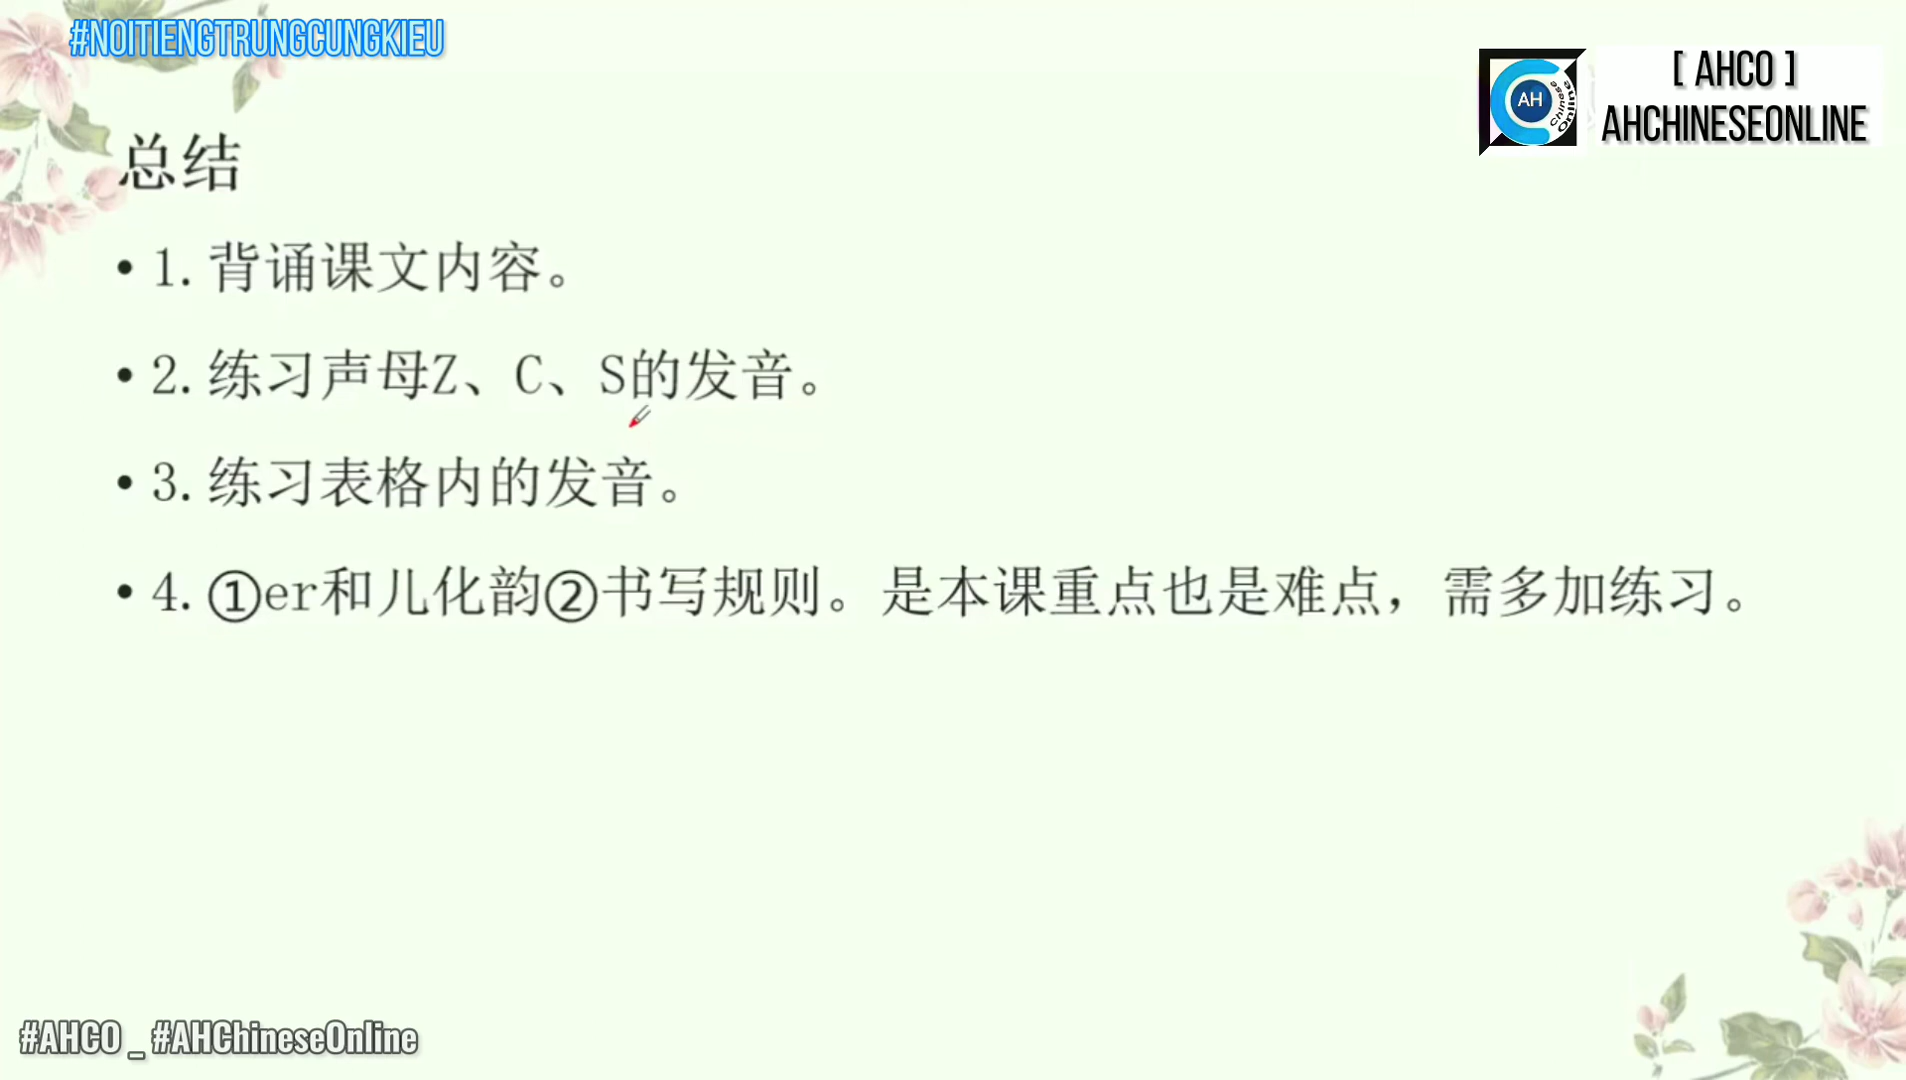 #NOITIENGTRUNGCUNGKIEU
[ AHCO ]
AHCHINESEONLINE
AH Chinese Online
总结
• 1. 背诵课文内容。
• 2. 练习声母Z、C、S的发音。
• 3. 练习表格内的发音。
• 4. ①er和儿化韵②书写规则。是本课重点也是难点，需多加练习。
#AHCO _ #AHChineseOnline